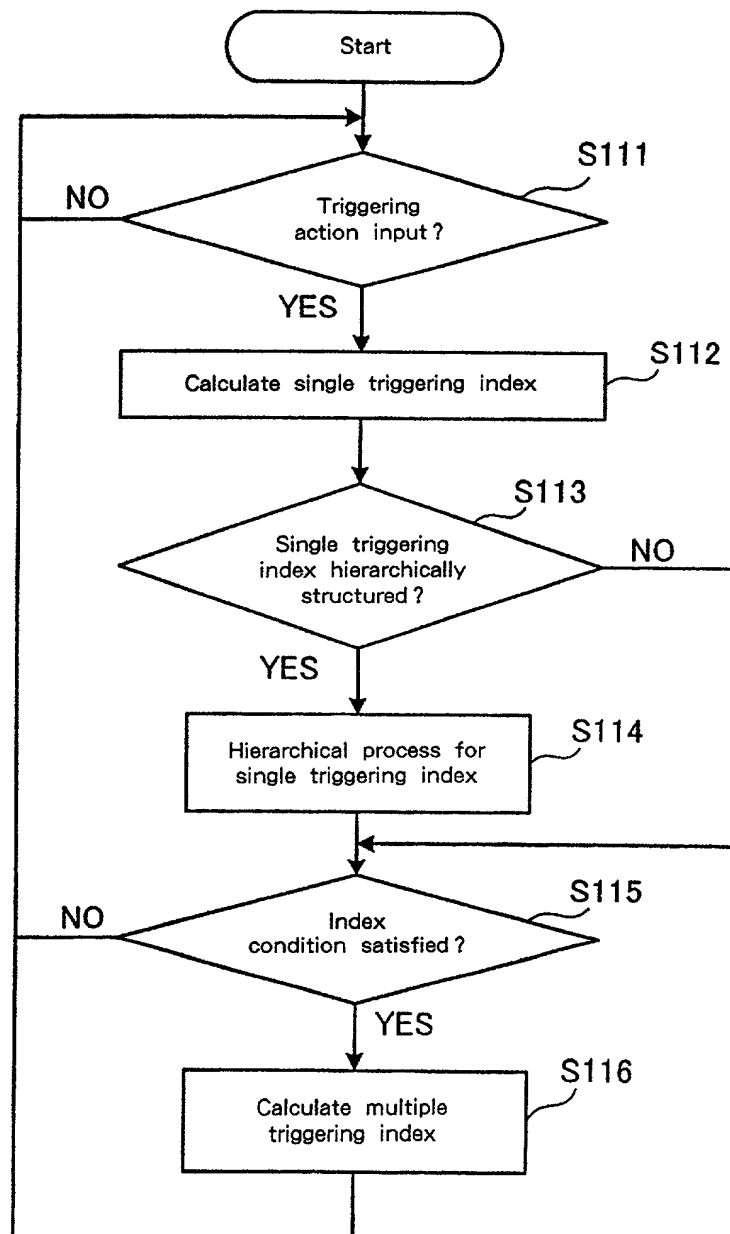 Start
S111
NO
Triggering
action input?
YES
S112
Calculate single triggering index
S113
Single triggering
index hierarchically
structured?
NO
YES
S114
Hierarchical process for
single triggering index
S115
NO
Index
condition satisfied?
YES
S116
Calculate multiple
triggering index